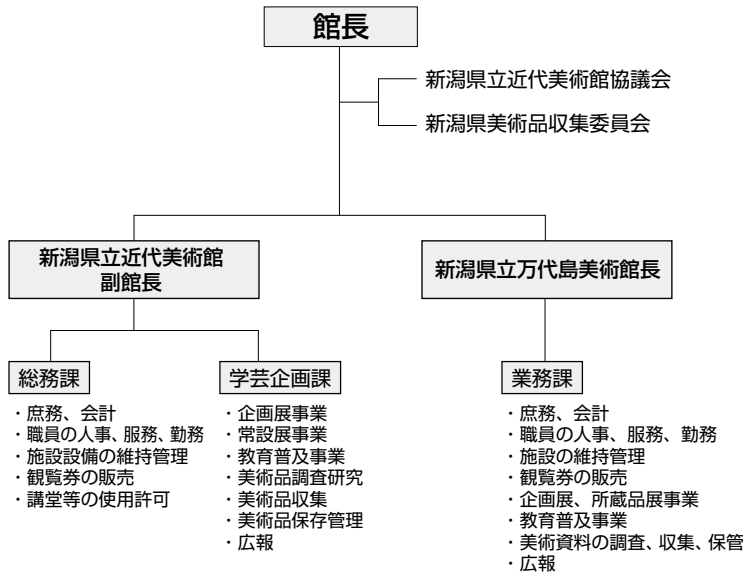 館長
新潟県立近代美術館協議会
新潟県美術品収集委員会
新潟県立近代美術館
副館長
新潟県立万代島美術館長
総務課
・庶務、会計
・職員の人事、服務、勤務
・施設設備の維持管理
・観覧券の販売
・講堂等の使用許可
学芸企画課
・企画展事業
・常設展事業
・教育普及事業
・美術品調査研究
・美術品収集
・美術品保存管理
・広報
業務課
・庶務、会計
・職員の人事、服務、勤務
・施設の維持管理
・観覧券の販売
・企画展、所蔵品展事業
・教育普及事業
・美術資料の調査、収集、保管
・広報